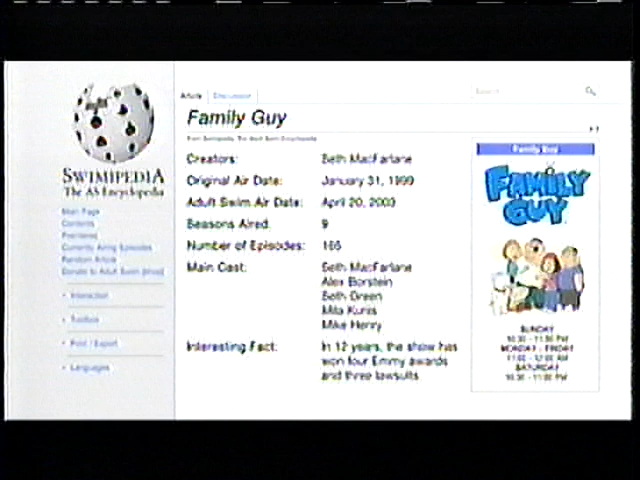 Article
Discussion
Search
Family Guy
from Swimipedia, the Adult Swim Encyclopedia
SWIMIPEDIA
The AS Encyclopedia
Main Page
Contents
Premieres
Currently Airing Episodes
Random Article
Donate to Adult Swim
Interaction
Toolbox
Print / Export
Languages
Creators: Seth MacFarlane
Original Air Date: January 31, 1999
Adult Swim Air Date: April 20, 2003
Seasons Aired: 9
Number of Episodes: 165
Main Cast: Seth MacFarlane
Alex Borstein
Seth Green
Mila Kunis
Mike Henry
Interesting Fact: In 12 years, the show has
won four Emmy awards
and three lawsuits
Family Guy
FAMILY
GUY
SUNDAY
10:30 - 11:30 PM
MONDAY - FRIDAY
11:00 - 12:00 AM
SATURDAY
10:30 - 11:00 PM